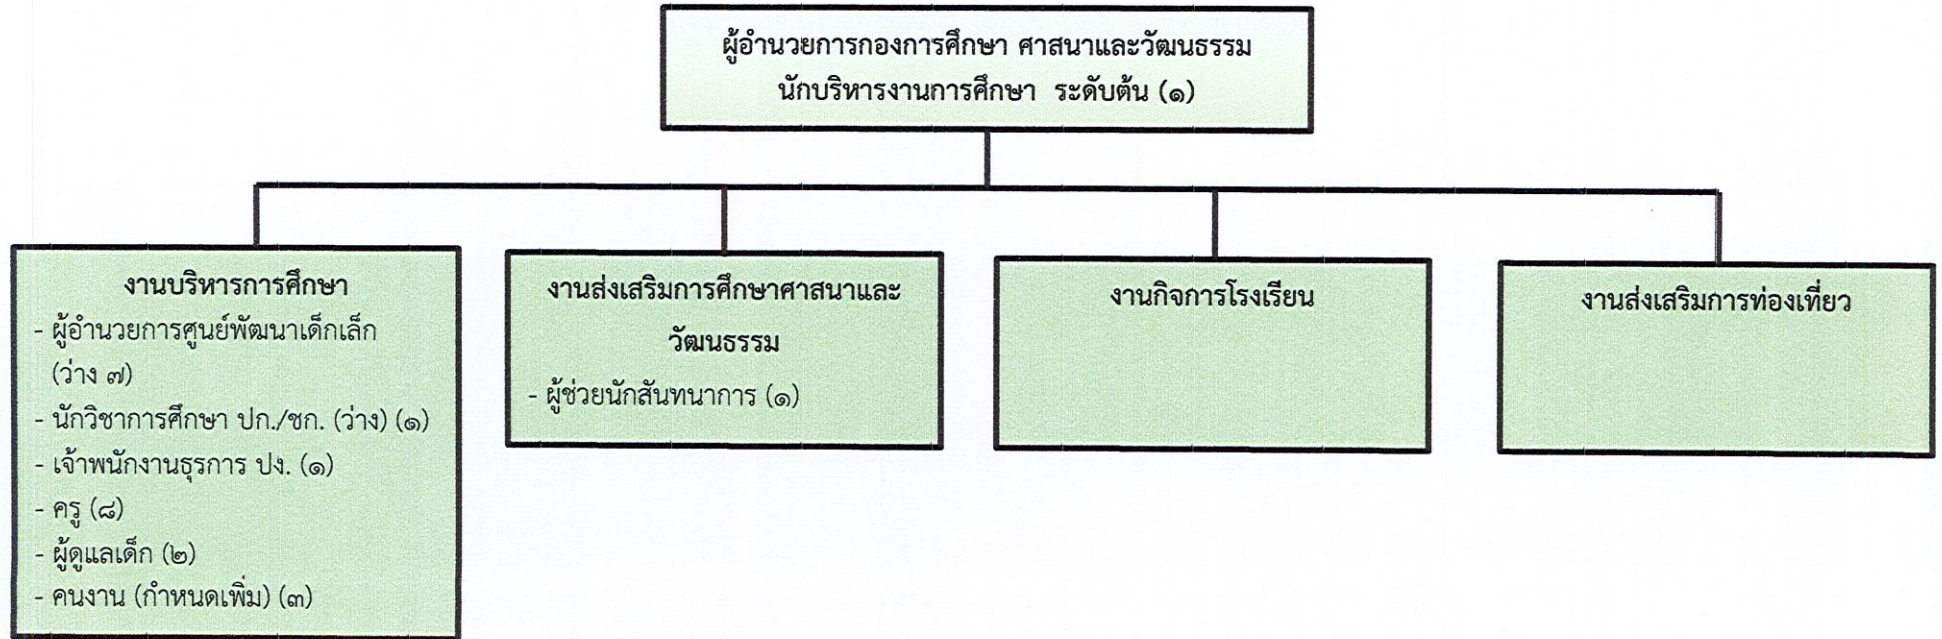 ผู้อำนวยการกองการศึกษา ศาสนาและวัฒนธรรม
นักบริหารงานการศึกษา ระดับต้น (๑)
งานบริหารการศึกษา
- ผู้อำนวยการศูนย์พัฒนาเด็กเล็ก
(ว่าง ๗)
- นักวิชาการศึกษา ปก./ชก. (ว่าง) (๑)
- เจ้าพนักงานธุรการ ปง. (๑)
- ครู (๘)
- ผู้ดูแลเด็ก (๒)
- คนงาน (กำหนดเพิ่ม) (๓)
งานส่งเสริมการศึกษาศาสนาและ
วัฒนธรรม
- ผู้ช่วยนักสันทนาการ (๑)
งานกิจการโรงเรียน
งานส่งเสริมการท่องเที่ยว